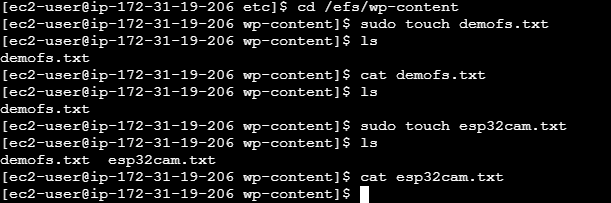 [ec2-user@ip-172-31-19-206 etc]$ cd /efs/wp-content
[ec2-user@ip-172-31-19-206 wp-content]$ sudo touch demofs.txt
[ec2-user@ip-172-31-19-206 wp-content]$ ls
demofs.txt
[ec2-user@ip-172-31-19-206 wp-content]$ cat demofs.txt
[ec2-user@ip-172-31-19-206 wp-content]$ ls
demofs.txt
[ec2-user@ip-172-31-19-206 wp-content]$ sudo touch esp32cam.txt
[ec2-user@ip-172-31-19-206 wp-content]$ ls
demofs.txt  esp32cam.txt
[ec2-user@ip-172-31-19-206 wp-content]$ cat esp32cam.txt
[ec2-user@ip-172-31-19-206 wp-content]$